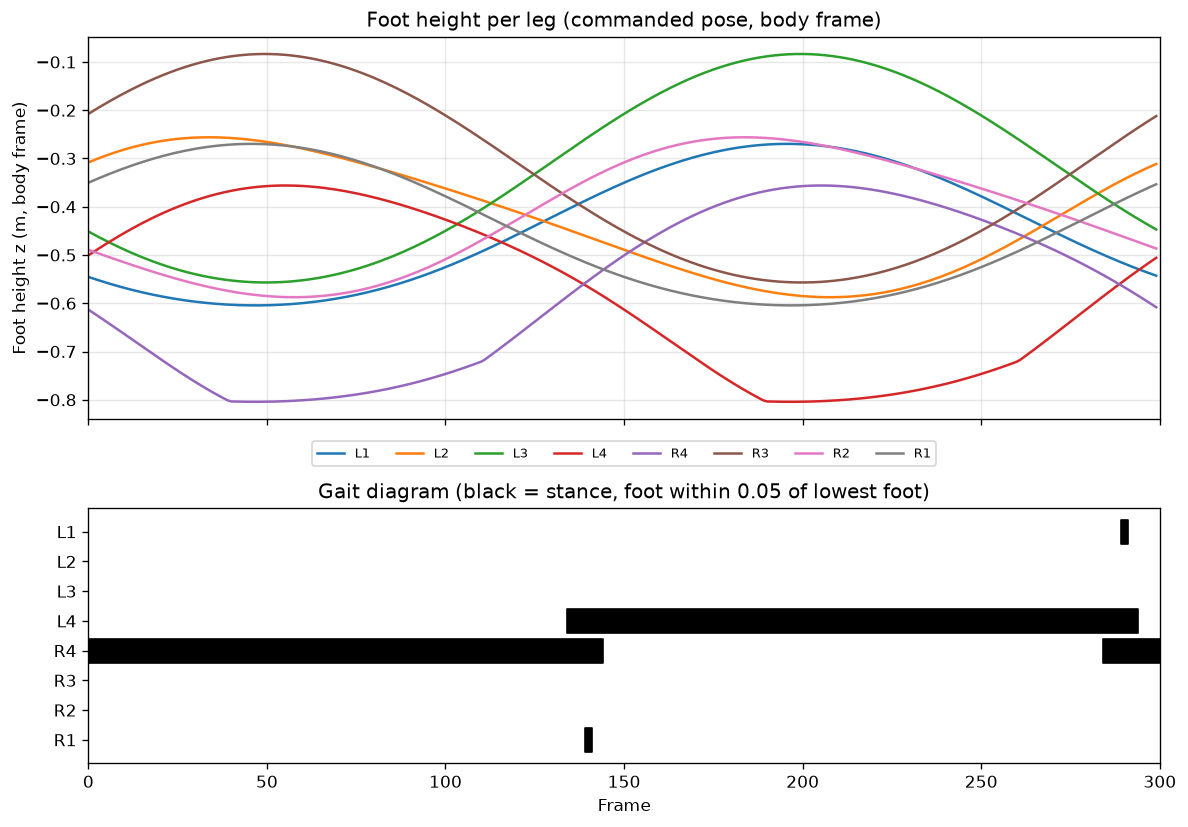 Foot height per leg (commanded pose, body frame)
Foot height z (m, body frame)
−0.1
−0.2
−0.3
−0.4
−0.5
−0.6
−0.7
−0.8
L1 L2 L3 L4 R4 R3 R2 R1
Gait diagram (black = stance, foot within 0.05 of lowest foot)
L1
L2
L3
L4
R4
R3
R2
R1
0 50 100 150 200 250 300
Frame